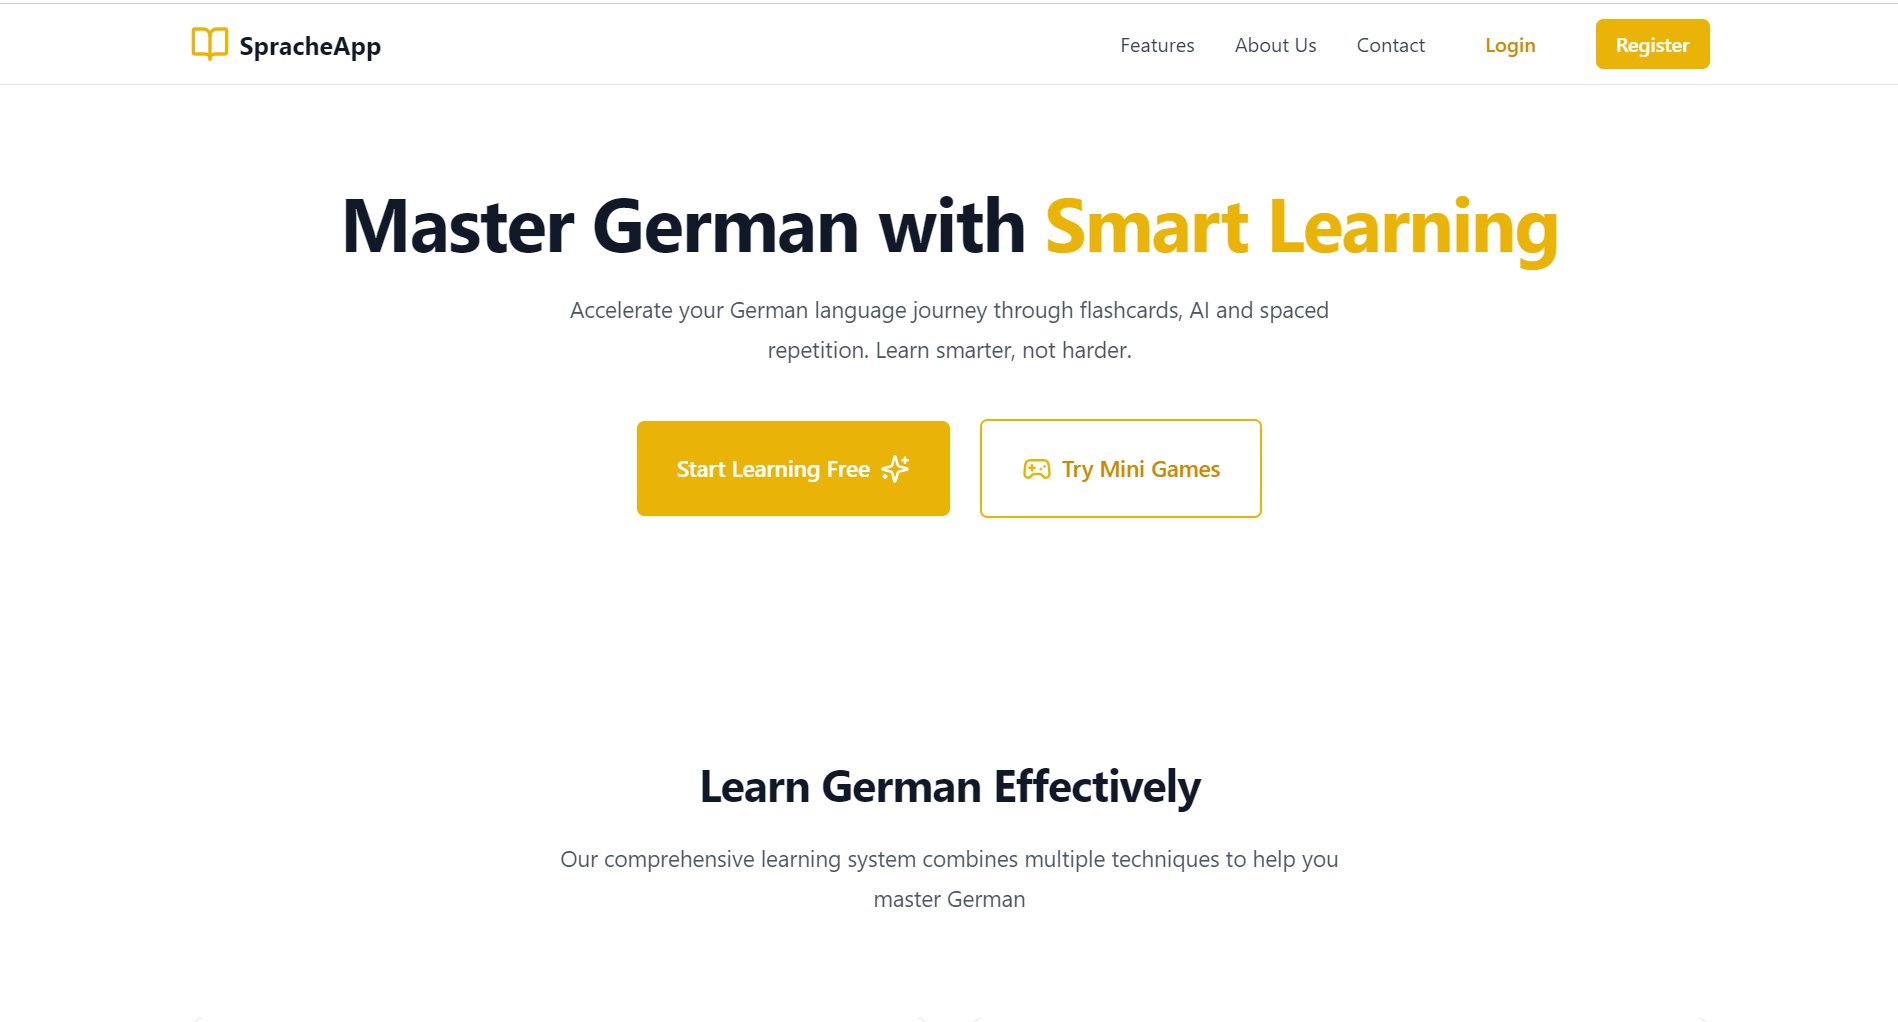 SpracheApp
Features
About Us
Contact
Login
Register
Master German with Smart Learning
Accelerate your German language journey through flashcards, AI and spaced
repetition. Learn smarter, not harder.
Start Learning Free
Try Mini Games
Learn German Effectively
Our comprehensive learning system combines multiple techniques to help you
master German